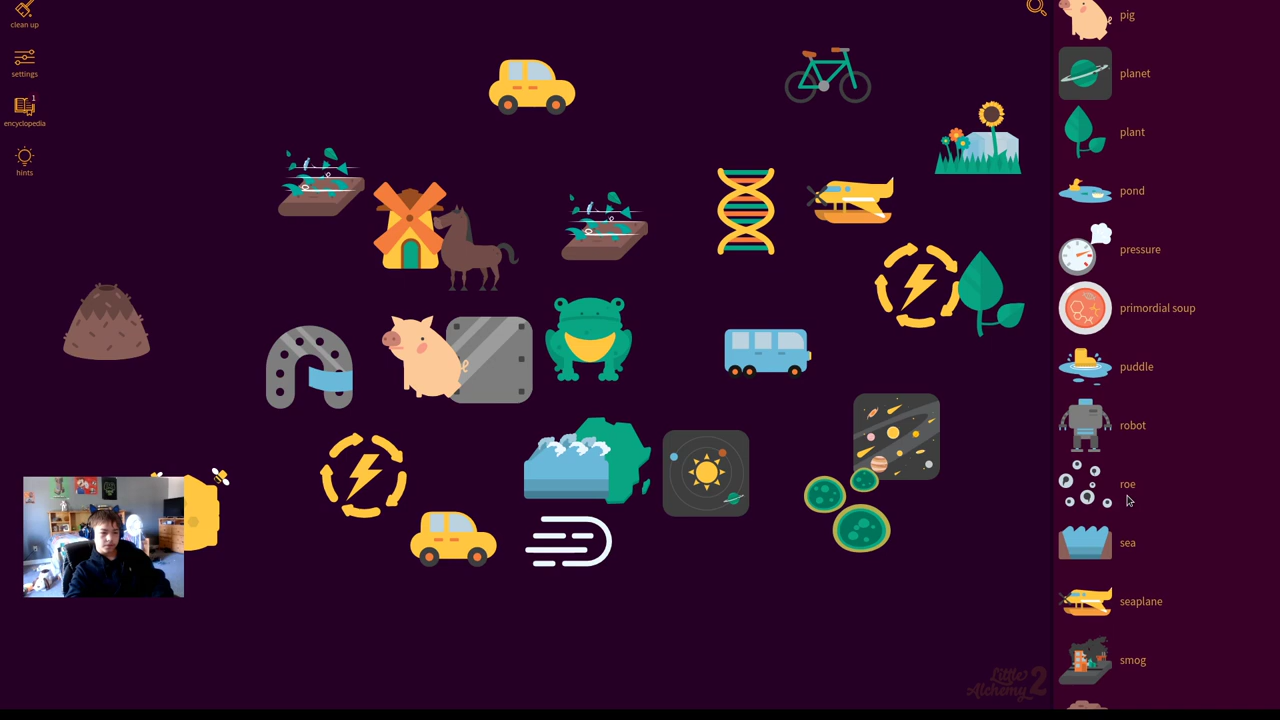 clean up
settings
1
encyclopedia
hints
pig
planet
plant
pond
pressure
primordial soup
puddle
robot
roe
sea
seaplane
smog
Little
Alchemy 2